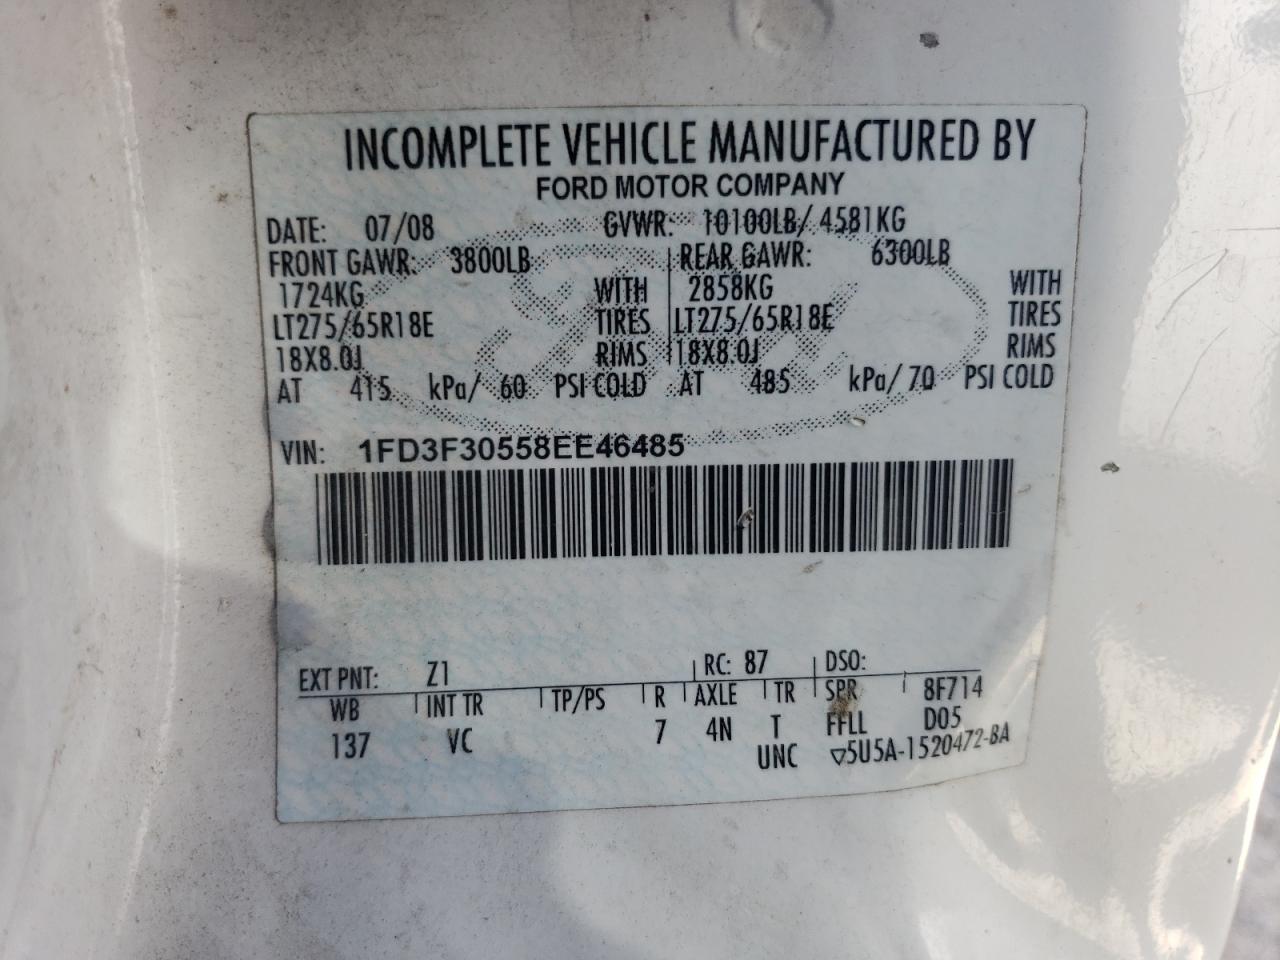 INCOMPLETE VEHICLE MANUFACTURED BY
FORD MOTOR COMPANY
DATE: 07/08 GVWR: 10100LB/ 4581KG
FRONT GAWR: 3800LB REAR GAWR: 6300LB
1724KG WITH 2858KG WITH
LT275/65R18E TIRES LT275/65R18E TIRES
18X8.0J RIMS 18X8.0J RIMS
AT 415 kPa/ 60 PSI COLD AT 485 kPa/ 70 PSI COLD
VIN: 1FD3F30558EE46485
EXT PNT: Z1 RC: 87 DSO:
WB INT TR TP/PS R AXLE TR SPR 8F714
137 VC 7 4N T FFLL D05
UNC ▽5U5A-1520472-BA